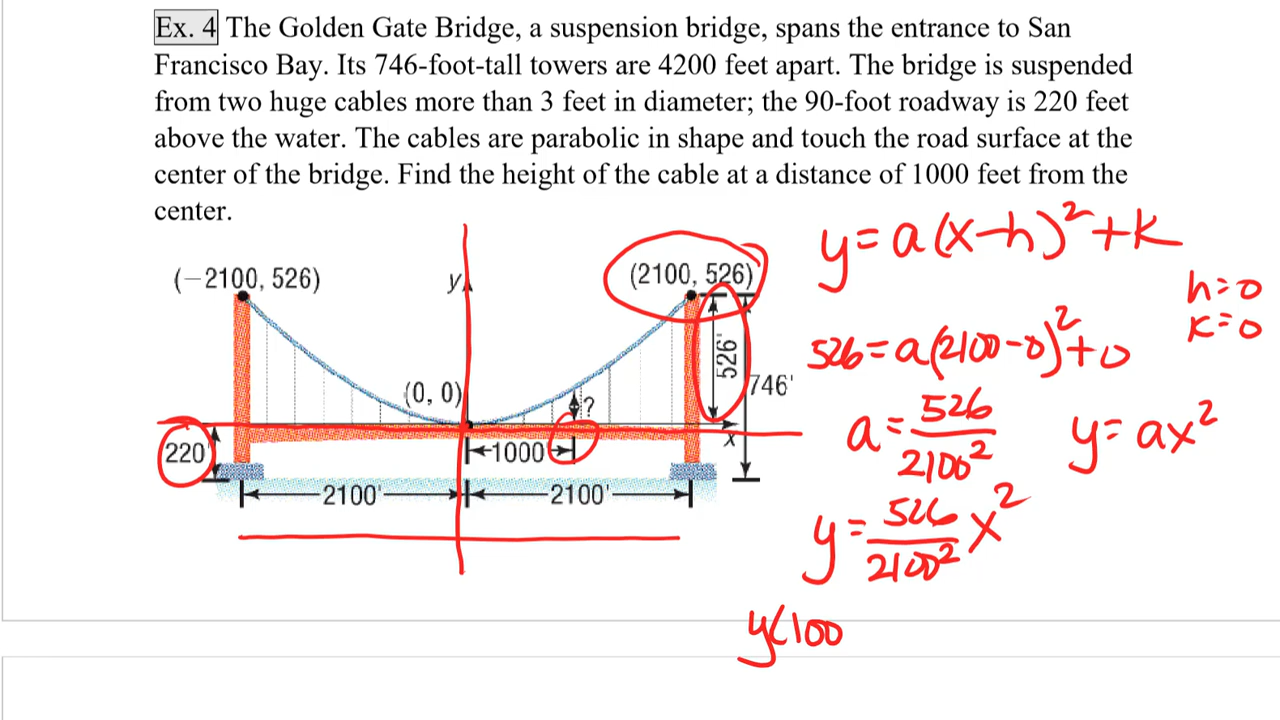 Ex. 4 The Golden Gate Bridge, a suspension bridge, spans the entrance to San
Francisco Bay. Its 746-foot-tall towers are 4200 feet apart. The bridge is suspended
from two huge cables more than 3 feet in diameter; the 90-foot roadway is 220 feet
above the water. The cables are parabolic in shape and touch the road surface at the
center of the bridge. Find the height of the cable at a distance of 1000 feet from the
center.
y=a(x-h)²+k
(−2100, 526)
y
(2100, 526)
h=0
k=0
526=a(2100-0)²+0
526'
746'
(0, 0)
?
a=526/2100²
y=ax²
220'
1000'
x
2100'
2100'
y=526/2100² x²
y(100